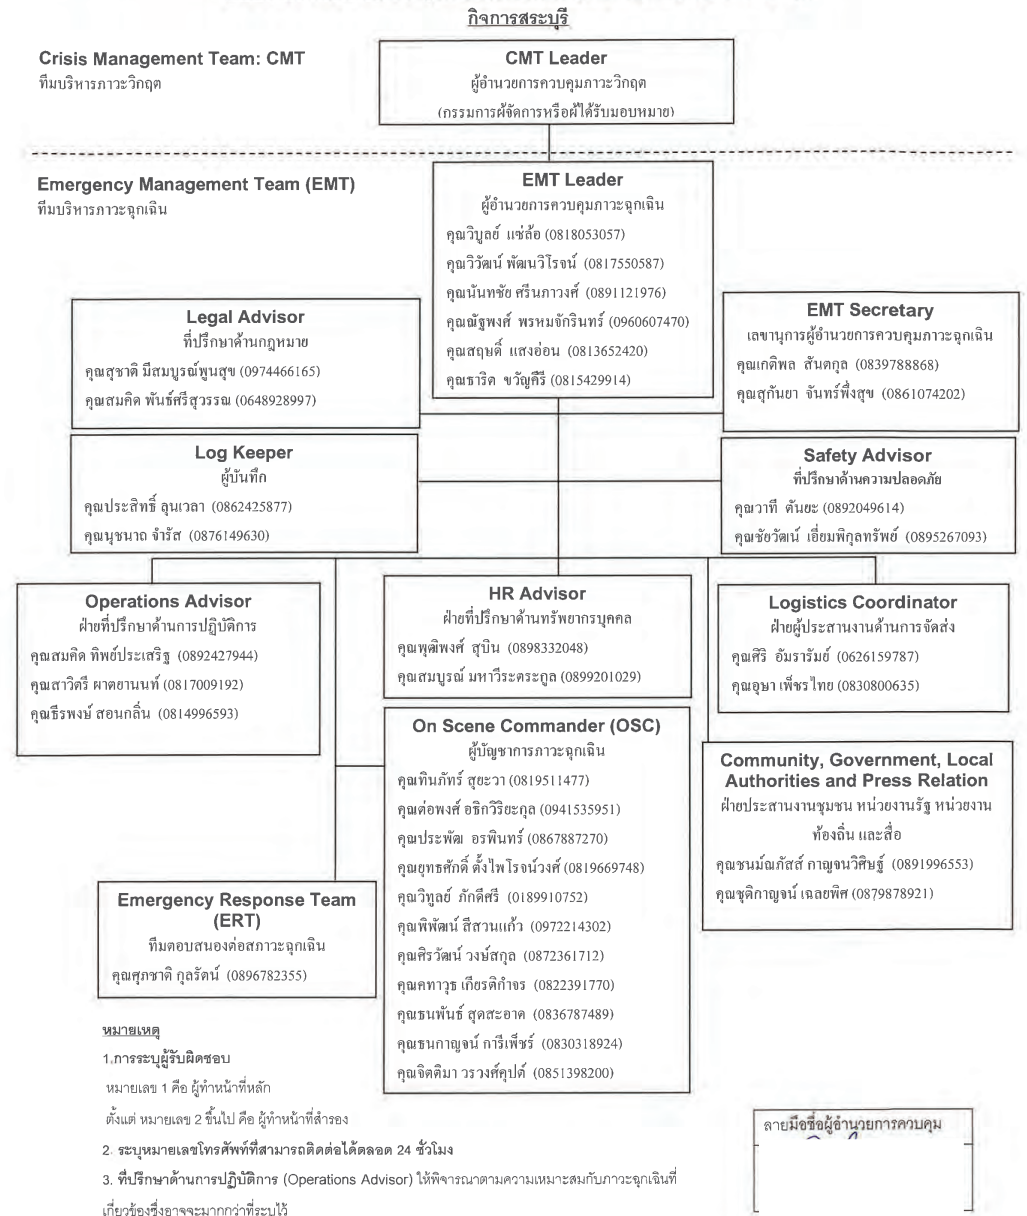 กิจการสระบุรี
Crisis Management Team: CMT
ทีมบริหารภาวะวิกฤต
CMT Leader
ผู้อำนวยการควบคุมภาวะวิกฤต
(กรรมการผู้จัดการหรือผู้ได้รับมอบหมาย)
Emergency Management Team (EMT)
ทีมบริหารภาวะฉุกเฉิน
EMT Leader
ผู้อำนวยการควบคุมภาวะฉุกเฉิน
คุณวิบูลย์ แซ่ล้อ (0818053057)
คุณวิวัฒน์ พัฒนวิโรจน์ (0817550587)
คุณนันทชัย ศรีนภาวงศ์ (0891121976)
คุณณัฐพงศ์ พรหมจักรินทร์ (0960607470)
คุณสฤษดิ์ แสงอ่อน (0813652420)
คุณธาริต ขวัญคีรี (0815429914)
Legal Advisor
ที่ปรึกษาด้านกฎหมาย
คุณสุชาติ มีสมบูรณ์พูนสุข (0974466165)
คุณสมคิด พันธ์ศรีสุวรรณ (0648928997)
EMT Secretary
เลขานุการผู้อำนวยการควบคุมภาวะฉุกเฉิน
คุณเกติพล สันตกุล (0839788868)
คุณสุกันยา จันทร์พึ่งสุข (0861074202)
Log Keeper
ผู้บันทึก
คุณประสิทธิ์ ลุนเวลา (0862425877)
คุณนุชนาถ จำรัส (0876149630)
Safety Advisor
ที่ปรึกษาด้านความปลอดภัย
คุณวาที ตันยะ (0892049614)
คุณชัยวัฒน์ เอี่ยมพิกุลทรัพย์ (0895267093)
Operations Advisor
ฝ่ายที่ปรึกษาด้านการปฏิบัติการ
คุณสมคิด ทิพย์ประเสริฐ (0892427944)
คุณสาวิตรี ผาตยานนท์ (0817009192)
คุณธีรพงษ์ สอนกลิ่น (0814996593)
HR Advisor
ฝ่ายที่ปรึกษาด้านทรัพยากรบุคคล
คุณพุฒิพงศ์ สุบิน (0898332048)
คุณสมบูรณ์ มหาวีระตระกูล (0899201029)
Logistics Coordinator
ฝ่ายผู้ประสานงานด้านการจัดส่ง
คุณศิริ อัมรารัมย์ (0626159787)
คุณอุษา เพ็ชรไทย (0830800635)
On Scene Commander (OSC)
ผู้บัญชาการภาวะฉุกเฉิน
คุณทินภัทร์ สุยะวา (0819511477)
คุณต่อพงศ์ อธิกวิริยะกุล (0941535951)
คุณประพัฒ อรพินทร์ (0867887270)
คุณยุทธศักดิ์ ตั้งไพโรจน์วงศ์ (0819669748)
คุณวิทูลย์ ภักดีศรี (0189910752)
คุณพิพัฒน์ สีสวนแก้ว (0972214302)
คุณศิรวัฒน์ วงษ์สกุล (0872361712)
คุณคทาวุธ เกียรติกำจร (0822391770)
คุณธนพันธ์ สุดสะอาด (0836787489)
คุณธนกาญจน์ การีเพ็ชร์ (0830318924)
คุณจิตติมา วรวงศ์คุปต์ (0851398200)
Community, Government, Local
Authorities and Press Relation
ฝ่ายประสานงานชุมชน หน่วยงานรัฐ หน่วยงาน
ท้องถิ่น และสื่อ
คุณชนม์ณภัสส์ กาญจนวิศิษฐ์ (0891996553)
คุณชุติกาญจน์ เฉลยพิศ (0879878921)
Emergency Response Team
(ERT)
ทีมตอบสนองต่อสภาวะฉุกเฉิน
คุณศุภชาติ กุลรัตน์ (0896782355)
หมายเหตุ
1.การระบุผู้รับผิดชอบ
หมายเลข 1 คือ ผู้ทำหน้าที่หลัก
ตั้งแต่ หมายเลข 2 ขึ้นไป คือ ผู้ทำหน้าที่สำรอง
2. ระบุหมายเลขโทรศัพท์ที่สามารถติดต่อได้ตลอด 24 ชั่วโมง
3. ที่ปรึกษาด้านการปฏิบัติการ (Operations Advisor) ให้พิจารณาตามความเหมาะสมกับภาวะฉุกเฉินที่
เกี่ยวข้องซึ่งอาจจะมากกว่าที่ระบุไว้
ลายมือชื่อผู้อำนวยการควบคุม